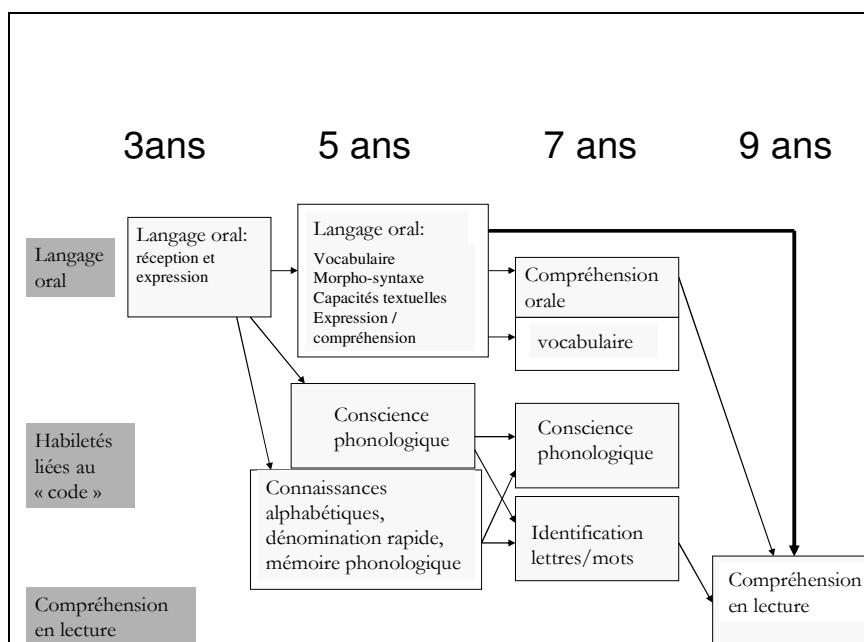 3ans
5 ans
7 ans
9 ans
Langage
oral
Langage oral:
réception et
expression
Langage oral:
Vocabulaire
Morpho-syntaxe
Capacités textuelles
Expression /
compréhension
Compréhension
orale
vocabulaire
Habiletés
liées au
« code »
Conscience
phonologique
Conscience
phonologique
Connaissances
alphabétiques,
dénomination rapide,
mémoire phonologique
Identification
lettres/mots
Compréhension
en lecture
Compréhension
en lecture